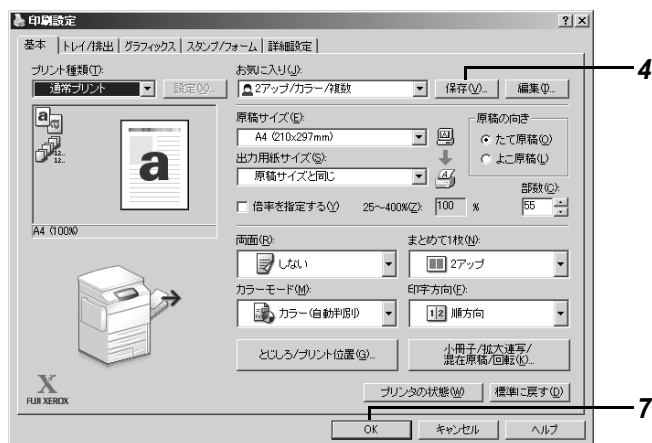 印刷設定
基本 トレイ/排出 グラフィックス スタンプ/フォーム 詳細設定
プリント種類(T):
通常プリント 設定(X)...
お気に入り(J):
2アップ/カラー/複数 保存(V)... 編集(I)...
4
原稿サイズ(E):
A4 (210x297mm)
出力用紙サイズ(S):
原稿サイズと同じ
倍率を指定する(Y) 25~400%(Z): 100 %
原稿の向き
たて原稿(O)
よこ原稿(L)
部数(C):
55
a
12..
12..
a
A4 (100%)
両面(R):
しない
まとめて1枚(N):
2アップ
カラーモード(M):
カラー(自動判別)
印字方向(F):
1 2 順方向
とじしろ/プリント位置(G)...
小冊子/拡大連写/
混在原稿/回転(K)...
X
FUJI XEROX
プリンタの状態(W) 標準に戻す(D)
7
OK キャンセル ヘルプ